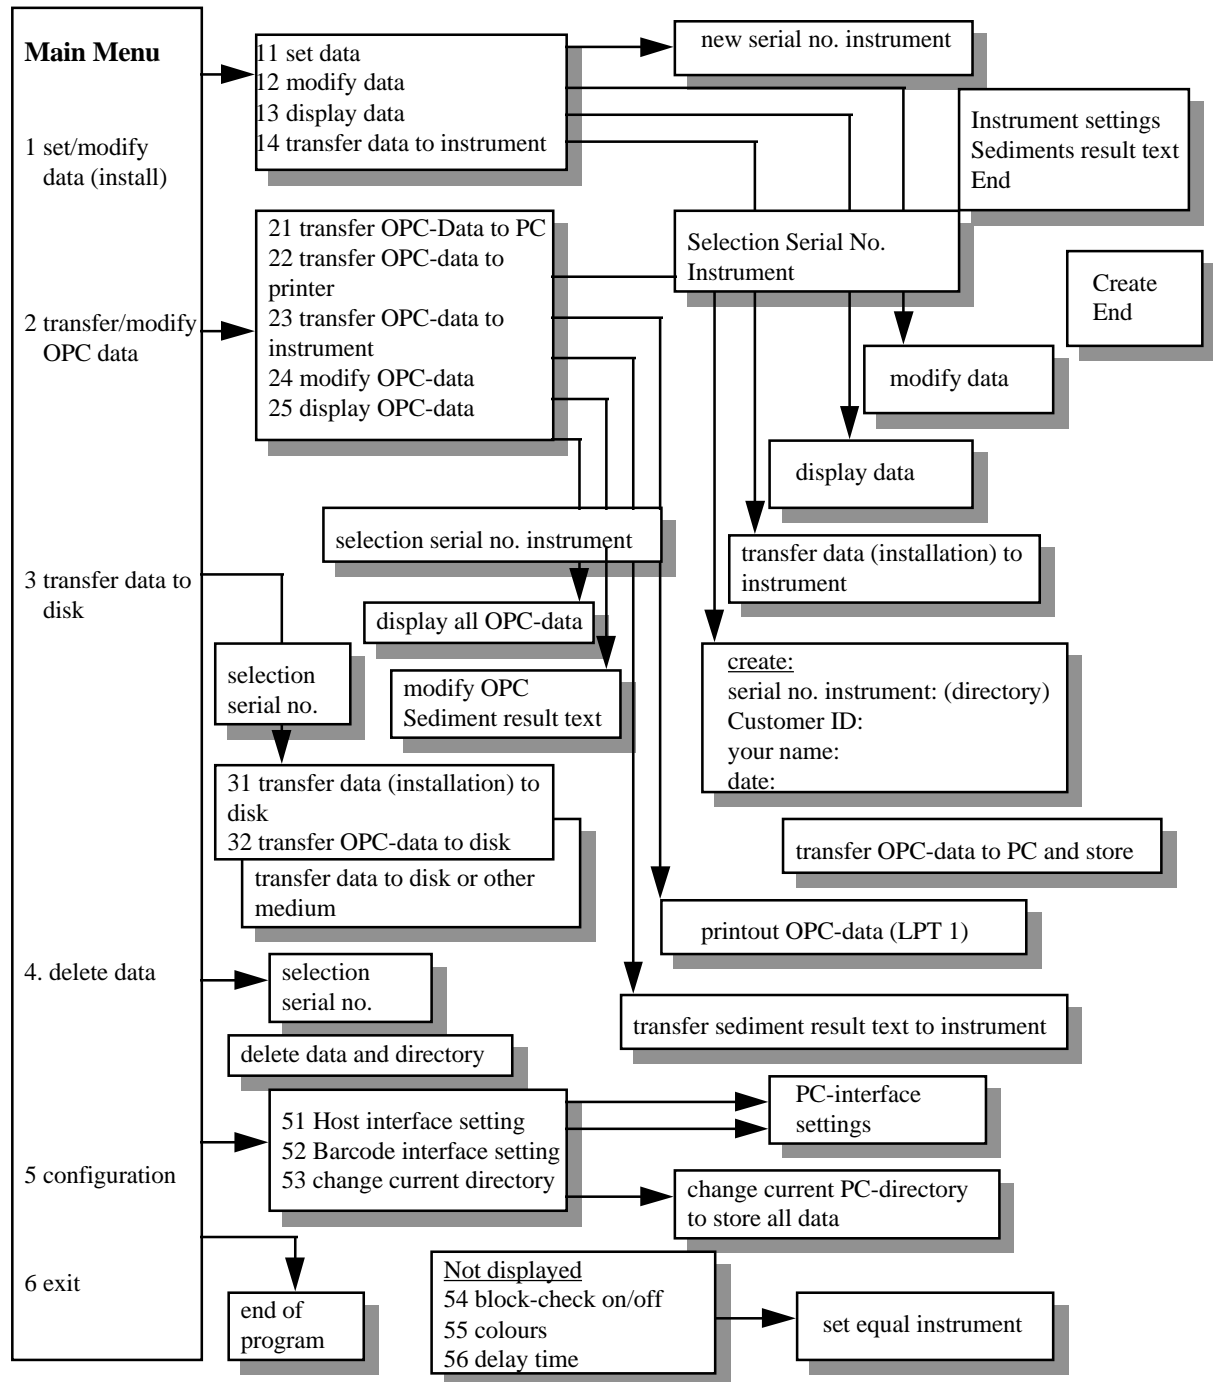 Main Menu
1 set/modify
data (install)
2 transfer/modify
OPC data
3 transfer data to
disk
4. delete data
5 configuration
6 exit
11 set data
12 modify data
13 display data
14 transfer data to instrument
new serial no. instrument
Instrument settings
Sediments result text
End
21 transfer OPC-Data to PC
22 transfer OPC-data to
printer
23 transfer OPC-data to
instrument
24 modify OPC-data
25 display OPC-data
Selection Serial No.
Instrument
Create
End
modify data
display data
selection serial no. instrument
transfer data (installation) to
instrument
display all OPC-data
modify OPC
Sediment result text
create:
serial no. instrument: (directory)
Customer ID:
your name:
date:
selection
serial no.
31 transfer data (installation) to
disk
32 transfer OPC-data to disk
transfer data to disk or other
medium
transfer OPC-data to PC and store
printout OPC-data (LPT 1)
selection
serial no.
transfer sediment result text to instrument
delete data and directory
51 Host interface setting
52 Barcode interface setting
53 change current directory
PC-interface
settings
change current PC-directory
to store all data
end of
program
Not displayed
54 block-check on/off
55 colours
56 delay time
set equal instrument